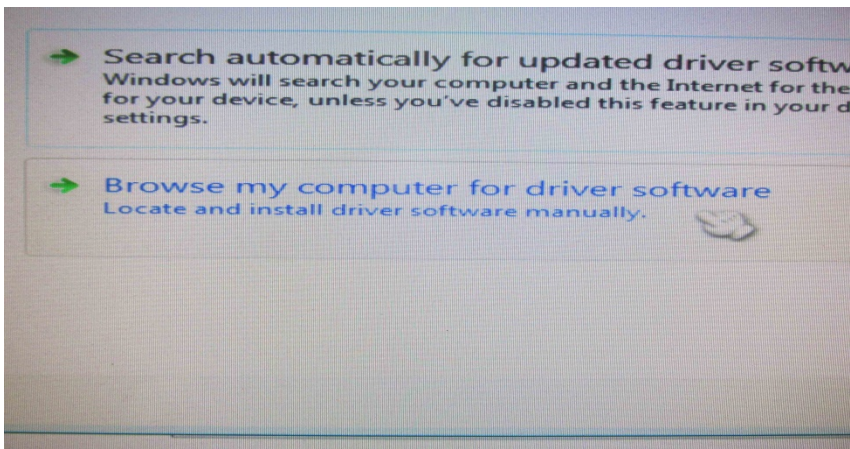 Search automatically for updated driver softw
Windows will search your computer and the Internet for the
for your device, unless you've disabled this feature in your d
settings.
Browse my computer for driver software
Locate and install driver software manually.